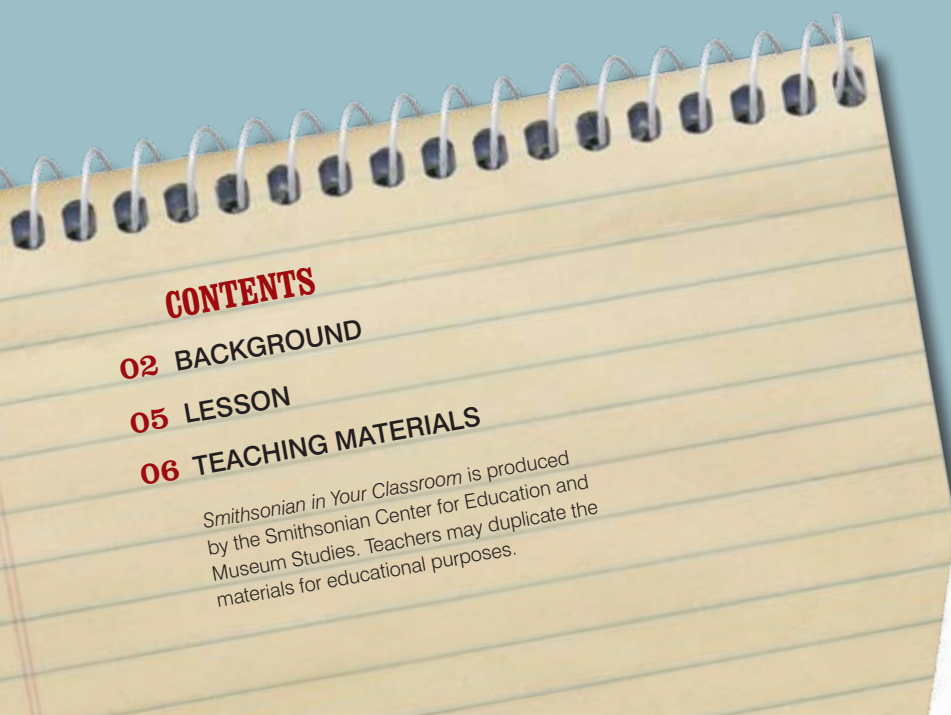 CONTENTS
02 BACKGROUND
05 LESSON
06 TEACHING MATERIALS
Smithsonian in Your Classroom is produced
by the Smithsonian Center for Education and
Museum Studies. Teachers may duplicate the
materials for educational purposes.